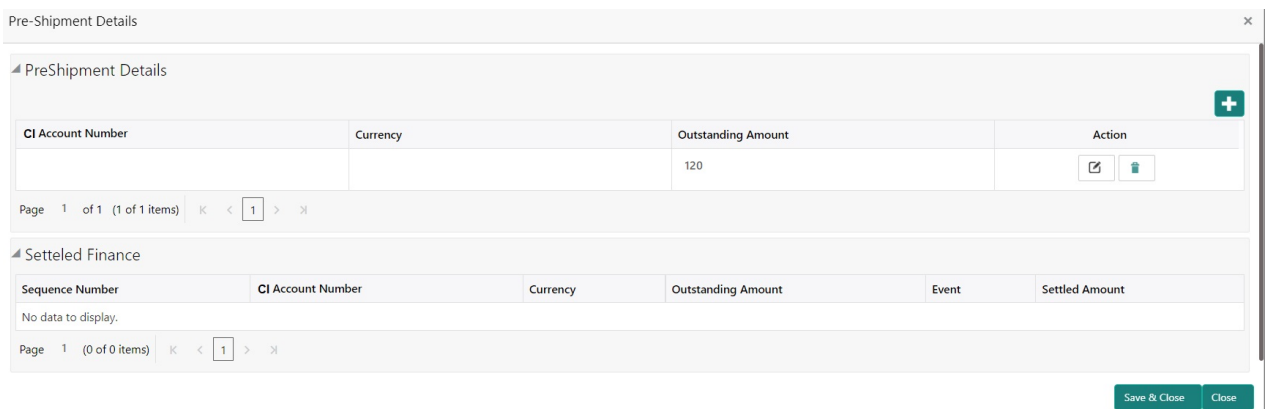 Pre-Shipment Details
PreShipment Details
CI Account Number Currency Outstanding Amount Action
120
Page 1 of 1 (1 of 1 items) 1
Setteled Finance
Sequence Number CI Account Number Currency Outstanding Amount Event Settled Amount
No data to display.
Page 1 (0 of 0 items) 1
Save & Close Close